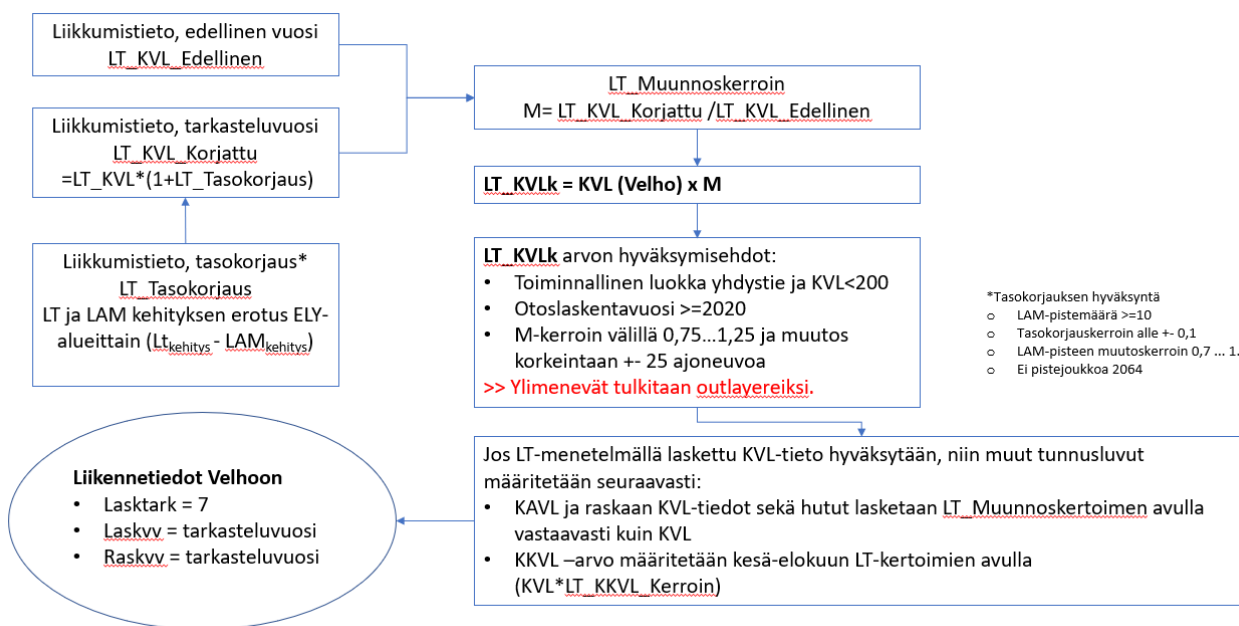 Liikkumistieto, edellinen vuosi
LT_KVL_Edellinen
Liikkumistieto, tarkasteluvuosi
LT_KVL_Korjattu
=LT_KVL*(1+LT_Tasokorjaus)
Liikkumistieto, tasokorjaus*
LT_Tasokorjaus
LT ja LAM kehityksen erotus ELY-
alueittain (Ltkehitys - LAMkehitys)
LT_Muunnoskerroin
M= LT_KVL_Korjattu /LT_KVL_Edellinen
LT_KVLk = KVL (Velho) x M
LT_KVLk arvon hyväksymisehdot:
• Toiminnallinen luokka yhdystie ja KVL<200
• Otoslaskentavuosi >=2020
• M-kerroin välillä 0,75...1,25 ja muutos
korkeintaan +- 25 ajoneuvoa
>> Ylimenevät tulkitaan outlayereiksi.
*Tasokorjauksen hyväksyntä
o LAM-pistemäärä >=10
o Tasokorjauskerroin alle +- 0,1
o LAM-pisteen muutoskerroin 0,7 ... 1.
o Ei pistejoukkoa 2064
Jos LT-menetelmällä laskettu KVL-tieto hyväksytään, niin muut tunnusluvut
määritetään seuraavasti:
• KAVL ja raskaan KVL-tiedot sekä hutut lasketaan LT_Muunnoskertoimen avulla
vastaavasti kuin KVL
• KKVL –arvo määritetään kesä-elokuun LT-kertoimien avulla
(KVL*LT_KKVL_Kerroin)
Liikennetiedot Velhoon
• Lasktark = 7
• Laskvv = tarkasteluvuosi
• Raskvv = tarkasteluvuosi